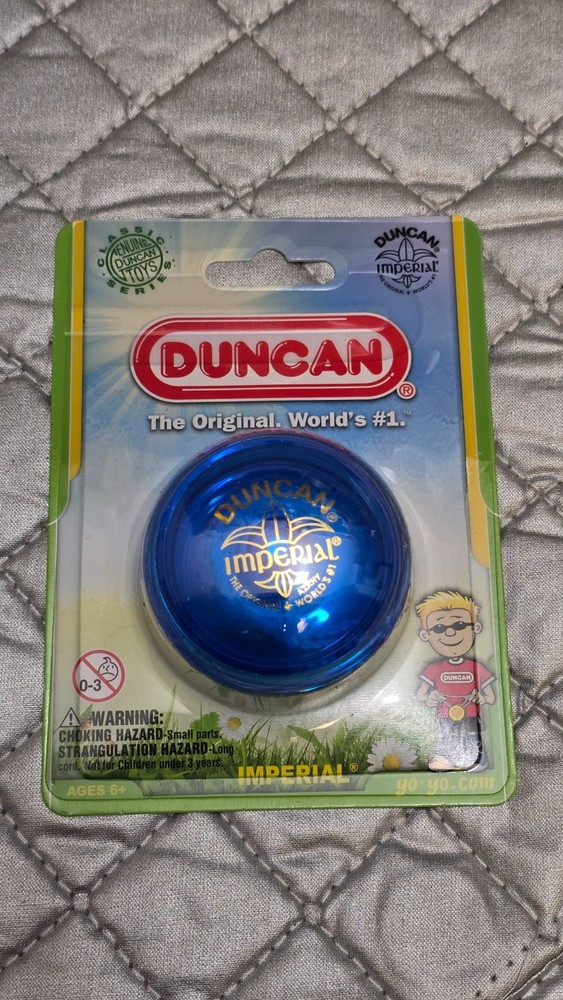 CLASSIC
GENUINE
DUNCAN
TOYS
SERIES
DUNCAN®
IMPERIAL®
THE ORIGINAL + WORLD'S #1
DUNCAN®
The Original. World's #1.™
DUNCAN®
IMPERIAL®
THE ORIGINAL + WORLD'S #1
DUNCAN
0-3
WARNING:
CHOKING HAZARD-Small parts.
STRANGULATION HAZARD-Long
cord. Not for Children under 3 years.
IMPERIAL®
AGES 6+
yo-yo.com